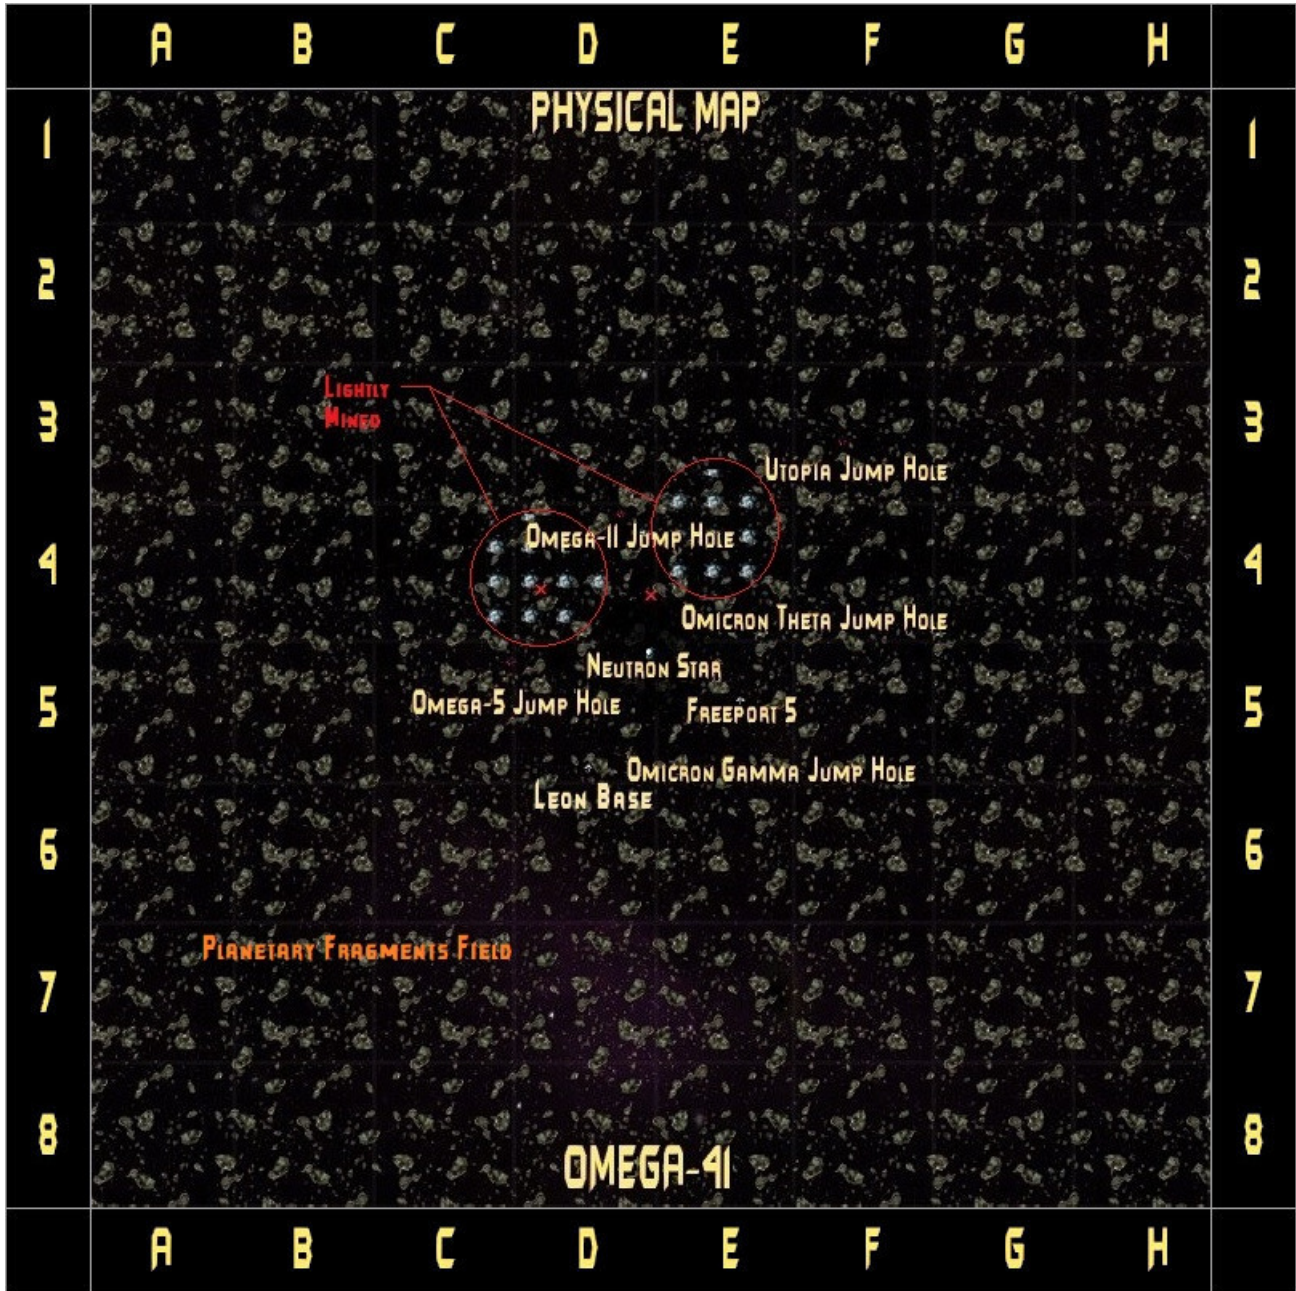 A B C D E F G H
PHYSICAL MAP
1 1
2 2
Lightly
Mined
3 3
Utopia Jump Hole
Omega-11 Jump Hole
4 4
Omicron Theta Jump Hole
Neutron Star
Omega-5 Jump Hole
5 5
Freeport 5
Omicron Gamma Jump Hole
Leon Base
6 6
Planetary Fragments Field
7 7
8 8
OMEGA-41
A B C D E F G H